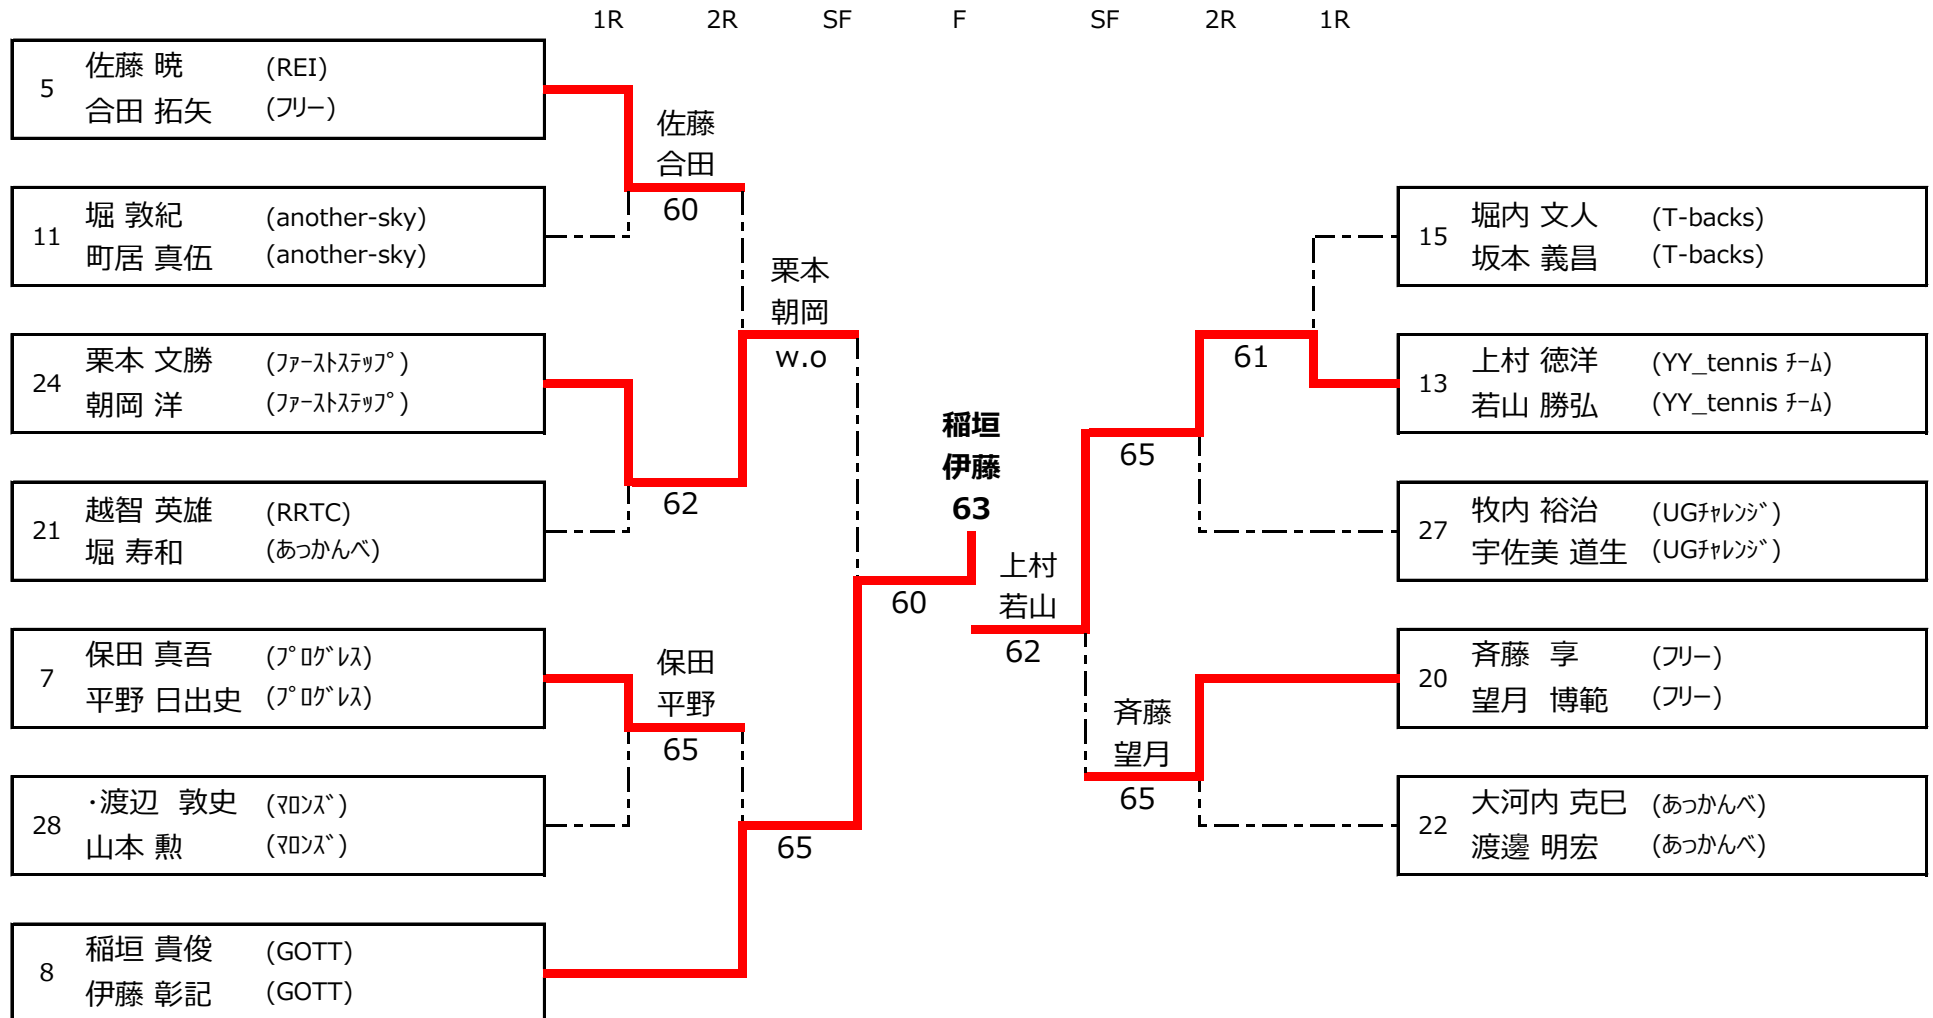 1R 2R SF F SF 2R 1R
5 佐藤 暁 (REI)
合田 拓矢 (フリー)
佐藤
合田
60
11 堀 敦紀 (another-sky)
町居 真伍 (another-sky)
栗本
朝岡
w.o
24 栗本 文勝 (ﾌｧｰｽﾄｽﾃｯﾌﾟ)
朝岡 洋 (ﾌｧｰｽﾄｽﾃｯﾌﾟ)
62
21 越智 英雄 (RRTC)
堀 寿和 (あっかんべ)
60
7 保田 真吾 (ﾌﾟﾛｸﾞﾚｽ)
平野 日出史 (ﾌﾟﾛｸﾞﾚｽ)
保田
平野
65
28 ・渡辺 敦史 (ﾏﾛﾝｽﾞ)
山本 勲 (ﾏﾛﾝｽﾞ)
65
8 稲垣 貴俊 (GOTT)
伊藤 彰記 (GOTT)
稲垣
伊藤
63
上村
若山
62
15 堀内 文人 (T-backs)
坂本 義昌 (T-backs)
61
13 上村 徳洋 (YY_tennis ﾁｰﾑ)
若山 勝弘 (YY_tennis ﾁｰﾑ)
65
27 牧内 裕治 (UGﾁｬﾚﾝｼﾞ)
宇佐美 道生 (UGﾁｬﾚﾝｼﾞ)
20 斉藤 享 (フリー)
望月 博範 (フリー)
斉藤
望月
65
22 大河内 克巳 (あっかんべ)
渡邊 明宏 (あっかんべ)